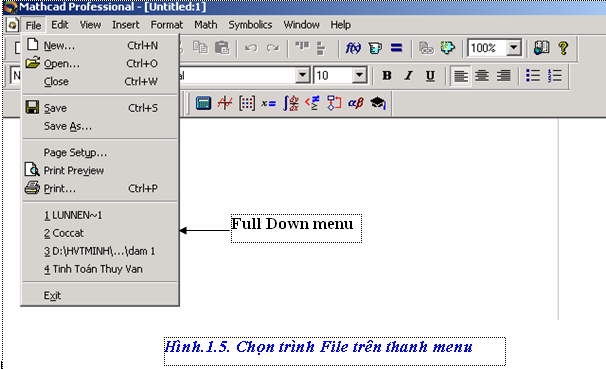 Mathcad Professional - [Untitled:1]
File Edit View Insert Format Math Symbolics Window Help
New... Ctrl+N
Open... Ctrl+O
Close Ctrl+W
Save Ctrl+S
Save As...
Page Setup...
Print Preview
Print... Ctrl+P
1 LUNNEN~1
2 Coccat
3 D:\HVTMINH\...\dam 1
4 Tinh Toán Thuy Van
Exit
f(x) = 100% ?
N al 10 B I U
x= αβ
Full Down menu
Hình.1.5. Chọn trình File trên thanh menu